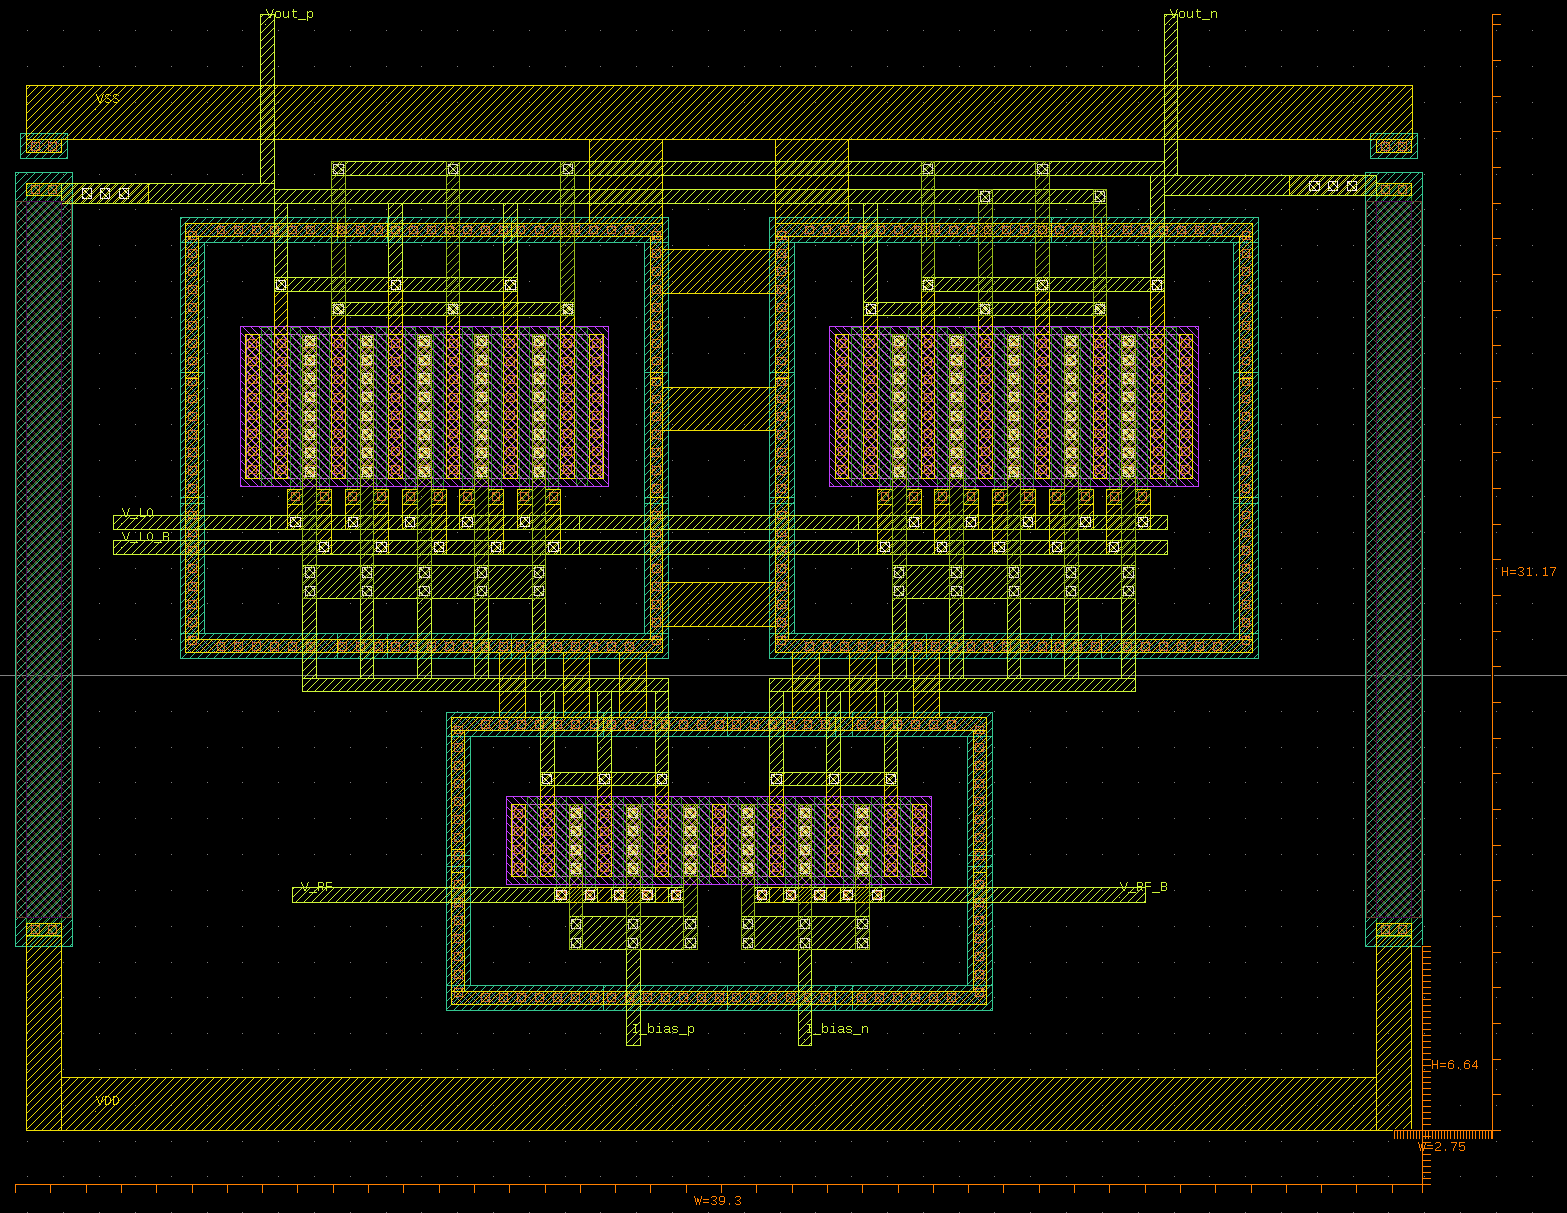 Vout_p
Vout_n
VSS
V_LO
V_LO_B
H=31.17
V_RF
V_RF_B
I_bias_p
I_bias_n
H=6.64
VDD
W=2.75
W=39.3